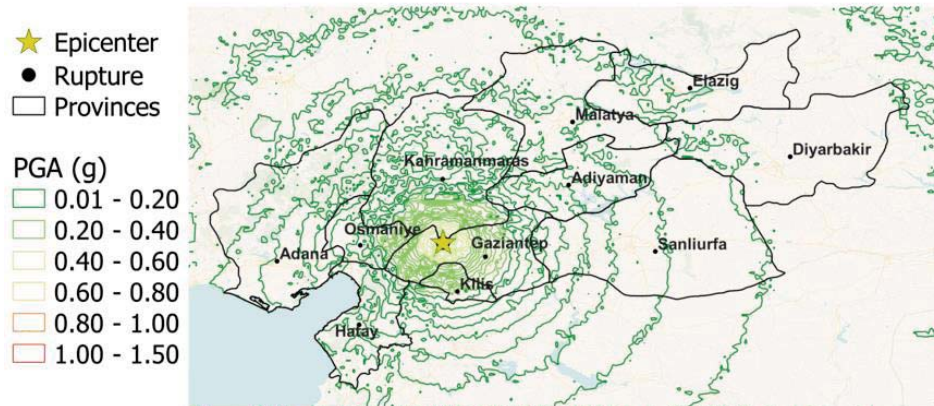 Epicenter
Rupture
Provinces
PGA (g)
0.01 - 0.20
0.20 - 0.40
0.40 - 0.60
0.60 - 0.80
0.80 - 1.00
1.00 - 1.50
Elazig
Malatya
Diyarbakir
Kahramanmaras
Adiyaman
Osmaniye
Gaziantep
Sanliurfa
Adana
Kilis
Hatay